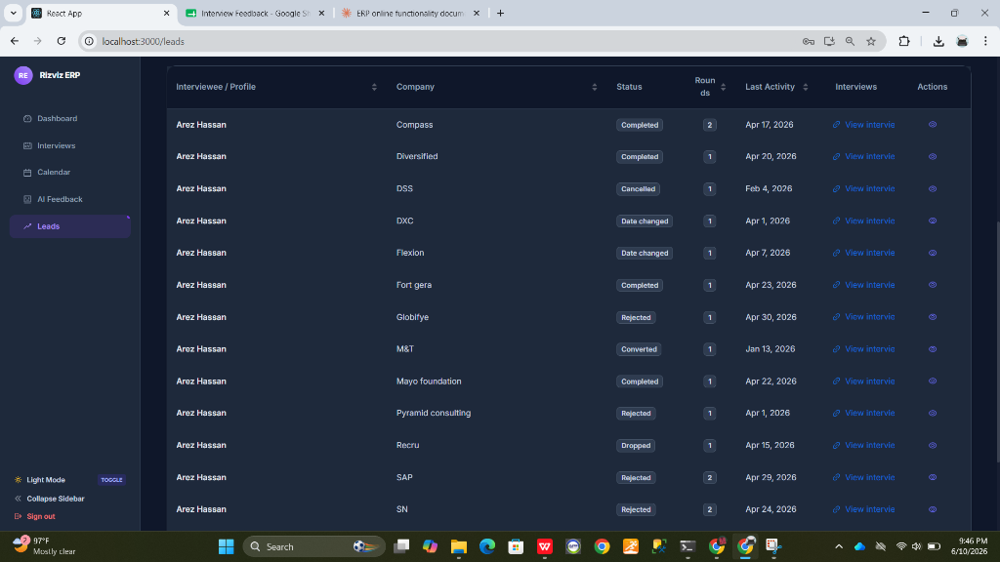 React App
Interview Feedback - Google Sh
ERP online functionality docum
localhost:3000/leads
RE
Rizviz ERP
Dashboard
Interviews
Calendar
AI Feedback
Leads
Light Mode
TOGGLE
Collapse Sidebar
Sign out
Interviewee / Profile Company Status Roun
ds Last Activity Interviews Actions
Arez Hassan Compass Completed 2 Apr 17, 2026 View intervie
Arez Hassan Diversified Completed 1 Apr 20, 2026 View intervie
Arez Hassan DSS Cancelled 1 Feb 4, 2026 View intervie
Arez Hassan DXC Date changed 1 Apr 1, 2026 View intervie
Arez Hassan Flexion Date changed 1 Apr 7, 2026 View intervie
Arez Hassan Fort gera Completed 1 Apr 23, 2026 View intervie
Arez Hassan Globifye Rejected 1 Apr 30, 2026 View intervie
Arez Hassan M&T Converted 1 Jan 13, 2026 View intervie
Arez Hassan Mayo foundation Completed 1 Apr 22, 2026 View intervie
Arez Hassan Pyramid consulting Rejected 1 Apr 1, 2026 View intervie
Arez Hassan Recru Dropped 1 Apr 15, 2026 View intervie
Arez Hassan SAP Rejected 2 Apr 29, 2026 View intervie
Arez Hassan SN Rejected 2 Apr 24, 2026 View intervie
97°F
Mostly clear
Search
9:46 PM
6/10/2026